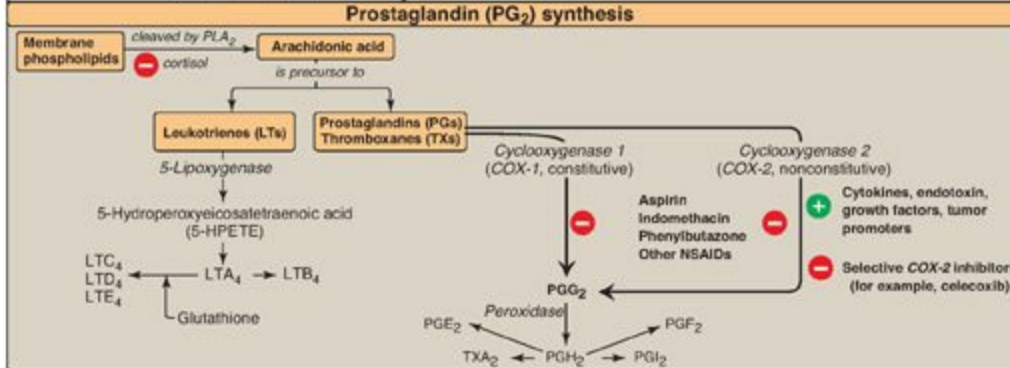 Prostaglandin (PG2) synthesis
Membrane
phospholipids
cleaved by PLA2
cortisol
Arachidonic acid
is precursor to
Leukotrienes (LTs)
Prostaglandins (PGs)
Thromboxanes (TXs)
5-Lipoxygenase
Cyclooxygenase 1
(COX-1, constitutive)
Cyclooxygenase 2
(COX-2, nonconstitutive)
5-Hydroperoxyeicosatetraenoic acid
(5-HPETE)
Aspirin
Indomethacin
Phenylbutazone
Other NSAIDs
Cytokines, endotoxin,
growth factors, tumor
promoters
Selective COX-2 inhibitor
(for example, celecoxib)
LTC4
LTD4
LTE4
LTA4
LTB4
Glutathione
PGG2
Peroxidase
PGE2
PGF2
TXA2
PGH2
PGI2